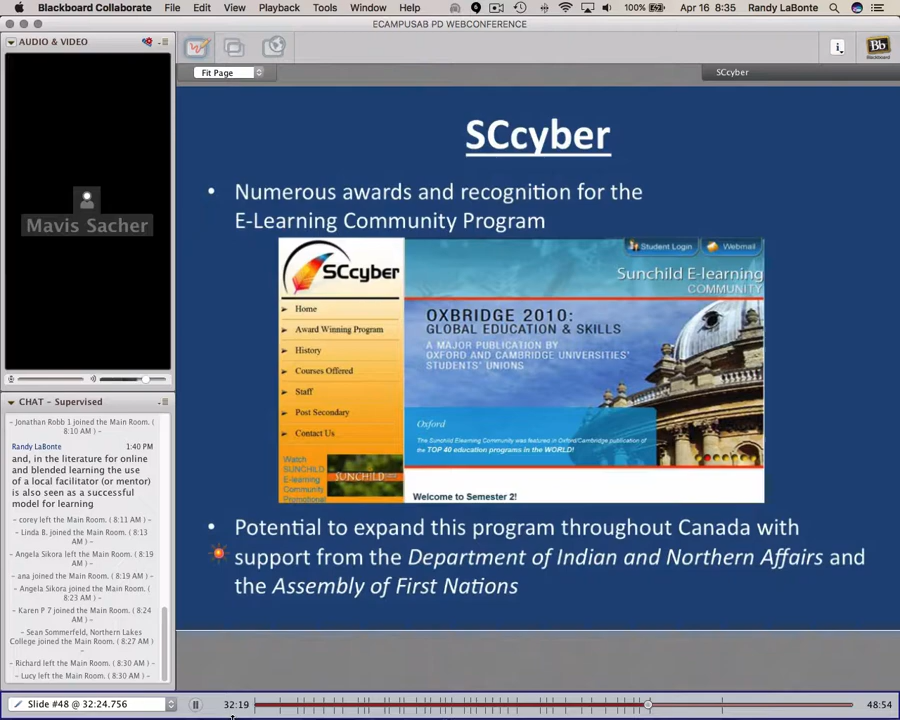 Blackboard Collaborate File Edit View Playback Tools Window Help 100% Apr 16 8:35 Randy LaBonte
ECAMPUSAB PD WEBCONFERENCE
AUDIO & VIDEO
Mavis Sacher
CHAT - Supervised
- Jonathan Robb 1 joined the Main Room. (
8:10 AM ) -
Randy LaBonte 1:40 PM
and, in the literature for online
and blended learning the use
of a local facilitator (or mentor)
is also seen as a successful
model for learning
- corey left the Main Room. ( 8:11 AM ) -
- Linda B. joined the Main Room. ( 8:13
AM ) -
- Angela Sikora left the Main Room. ( 8:19
AM ) -
- ana joined the Main Room. ( 8:19 AM ) -
- Angela Sikora joined the Main Room. (
8:23 AM ) -
- Karen P 7 joined the Main Room. ( 8:24
AM ) -
- Sean Sommerfeld, Northern Lakes
College joined the Main Room. ( 8:27 AM )
-
- Richard left the Main Room. ( 8:30 AM ) -
- Lucy left the Main Room. ( 8:30 AM ) -
Fit Page
SCcyber
Bb
Blackboard
SCcyber
• Numerous awards and recognition for the
E-Learning Community Program
SCcyber
Home
Award Winning Program
History
Courses Offered
Staff
Post Secondary
Contact Us
Watch
SUNCHILD
E-learning
Community
Promotional
SUNCHILD
Student Login Webmail
Sunchild E-learning
COMMUNITY
OXBRIDGE 2010:
GLOBAL EDUCATION & SKILLS
A MAJOR PUBLICATION BY
OXFORD AND CAMBRIDGE UNIVERSITIES'
STUDENTS' UNIONS
Oxford
The Sunchild Elearning Community was featured in Oxford/Cambridge publication of
the TOP 40 education programs in the WORLD!
Welcome to Semester 2!
• Potential to expand this program throughout Canada with
support from the Department of Indian and Northern Affairs and
the Assembly of First Nations
Slide #48 @ 32:24.756 32:19 48:54